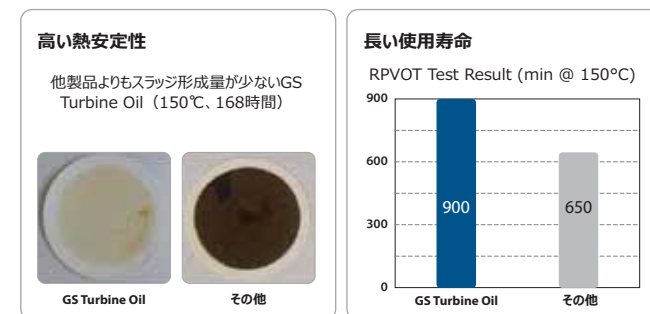 高い熱安定性
他製品よりもスラッジ形成量が少ないGS
Turbine Oil（150℃、168時間）
GS Turbine Oil
その他
長い使用寿命
RPVOT Test Result (min @ 150°C)
900
600
300
0
900
650
GS Turbine Oil
その他